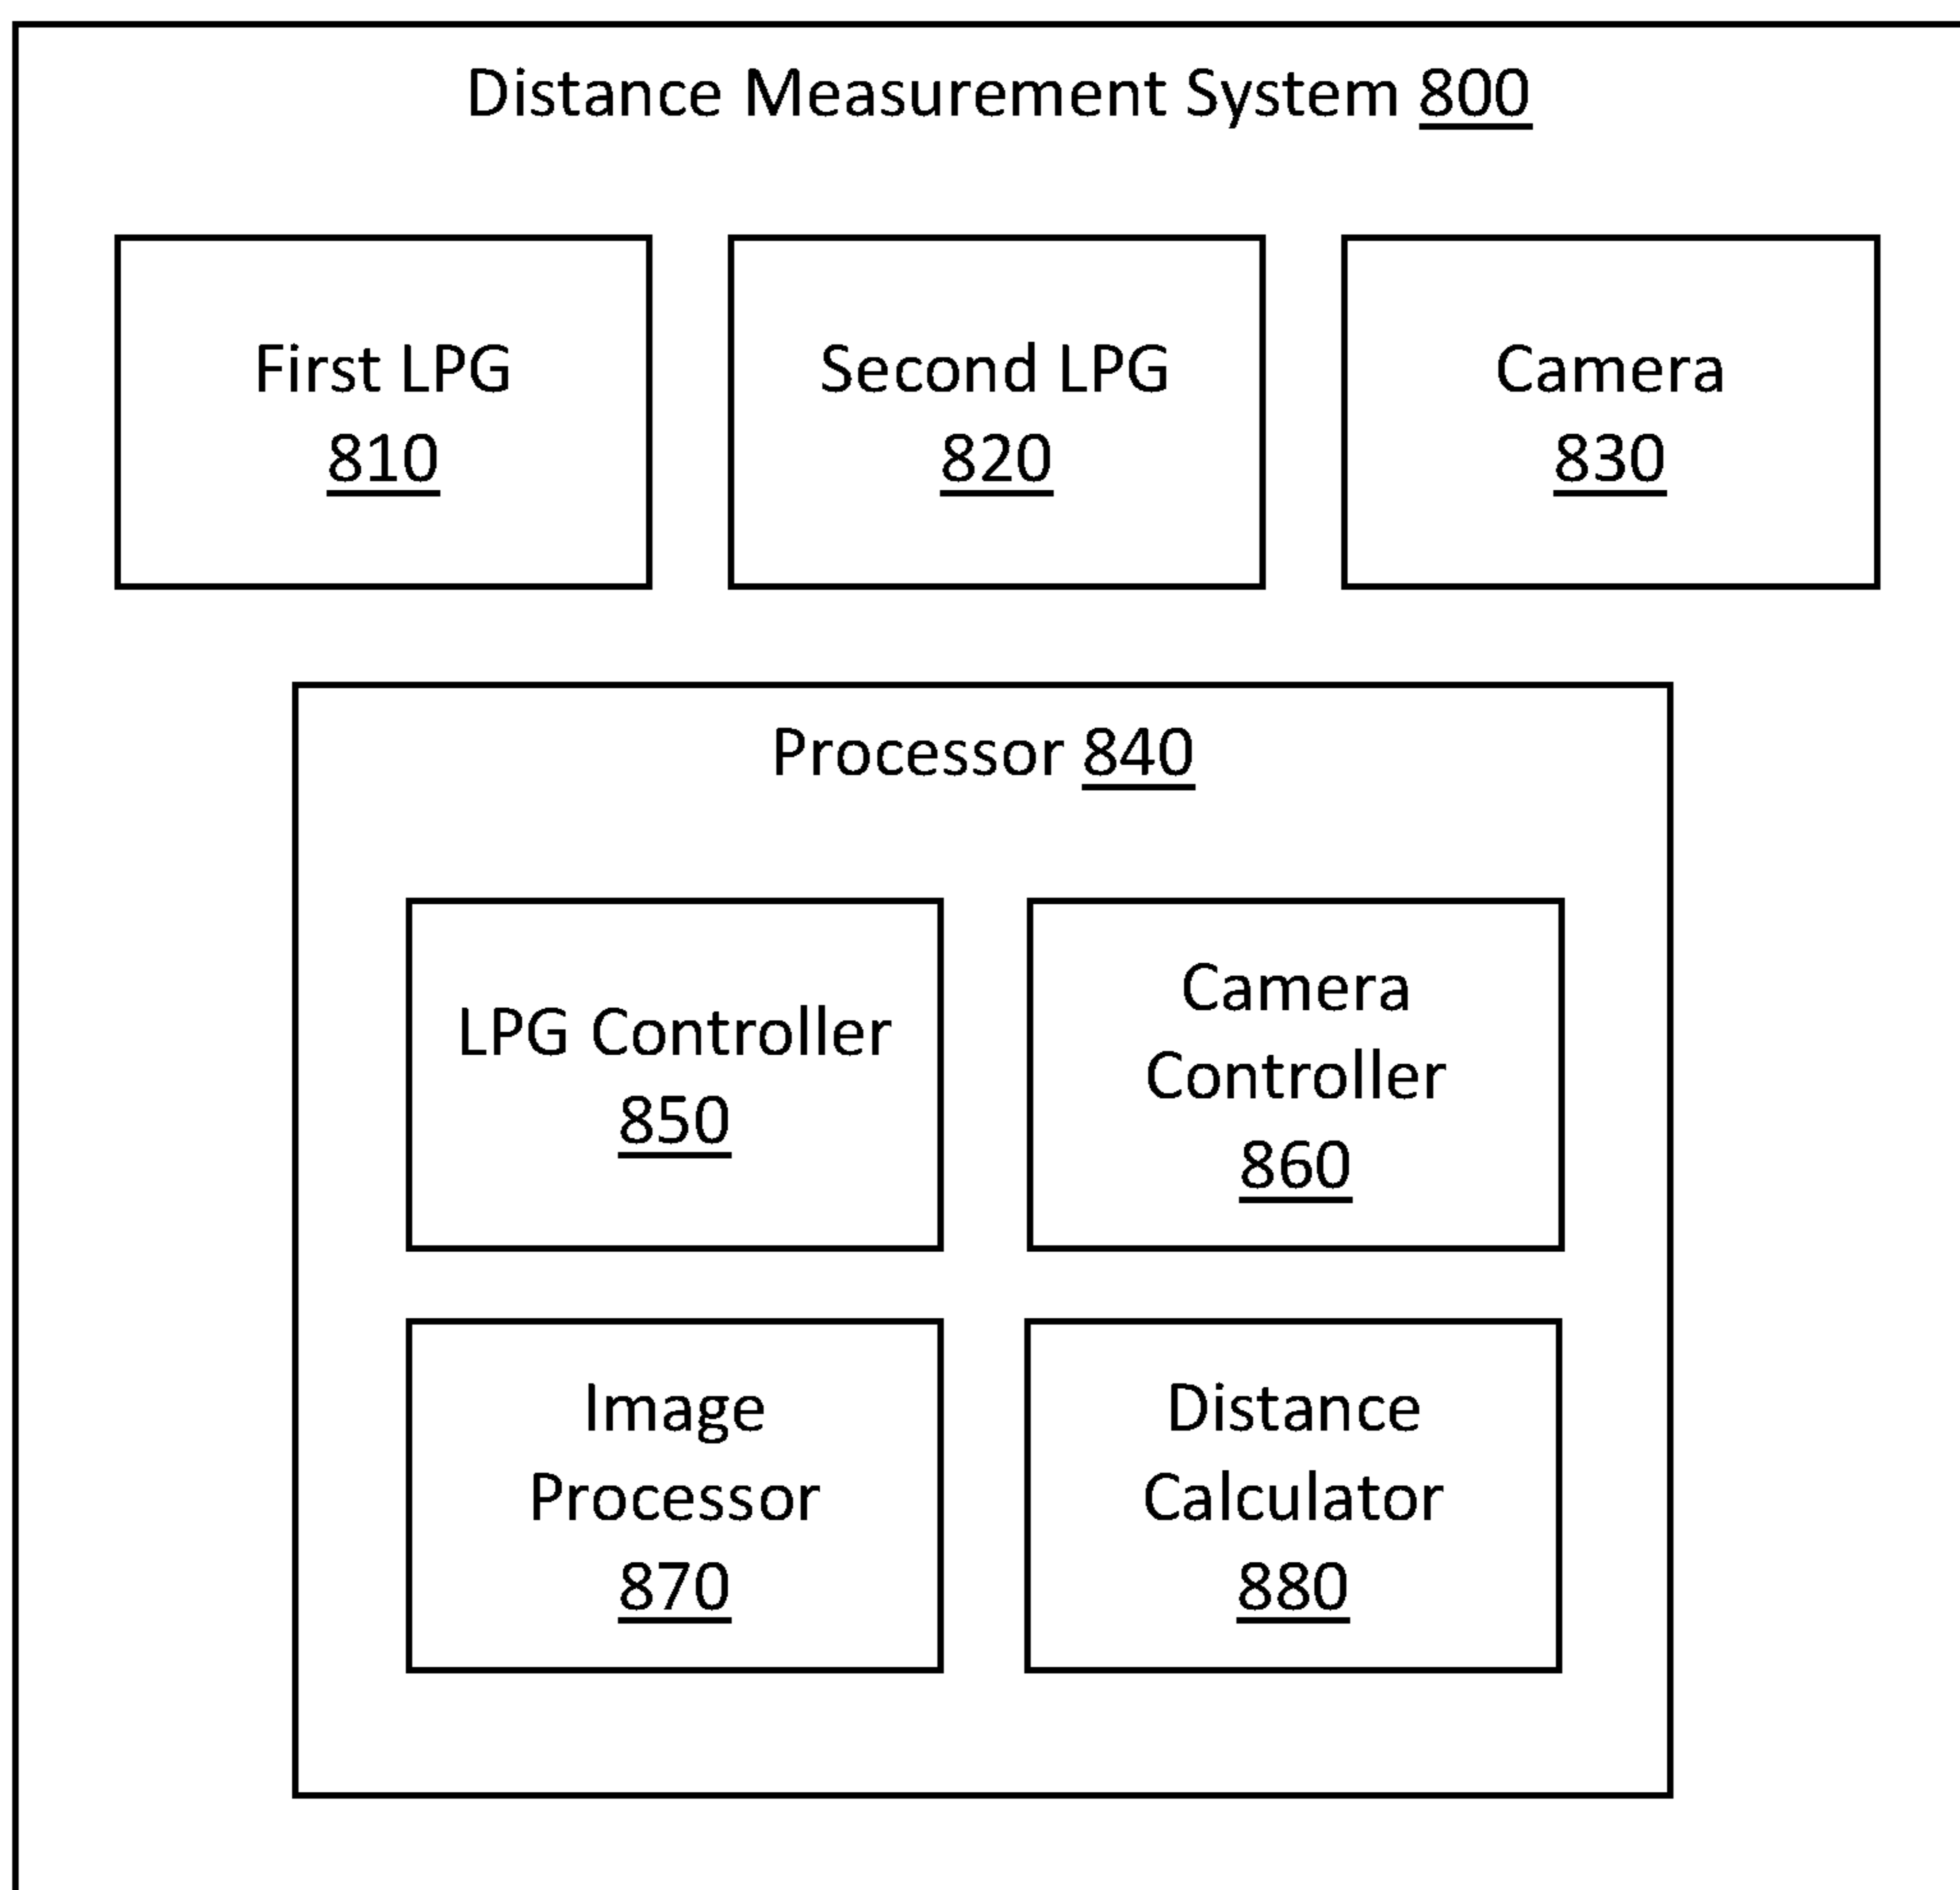 Distance Measurement System 800
First LPG
810
Second LPG
820
Camera
830
Processor 840
LPG Controller
850
Camera
Controller
860
Image
Processor
870
Distance
Calculator
880